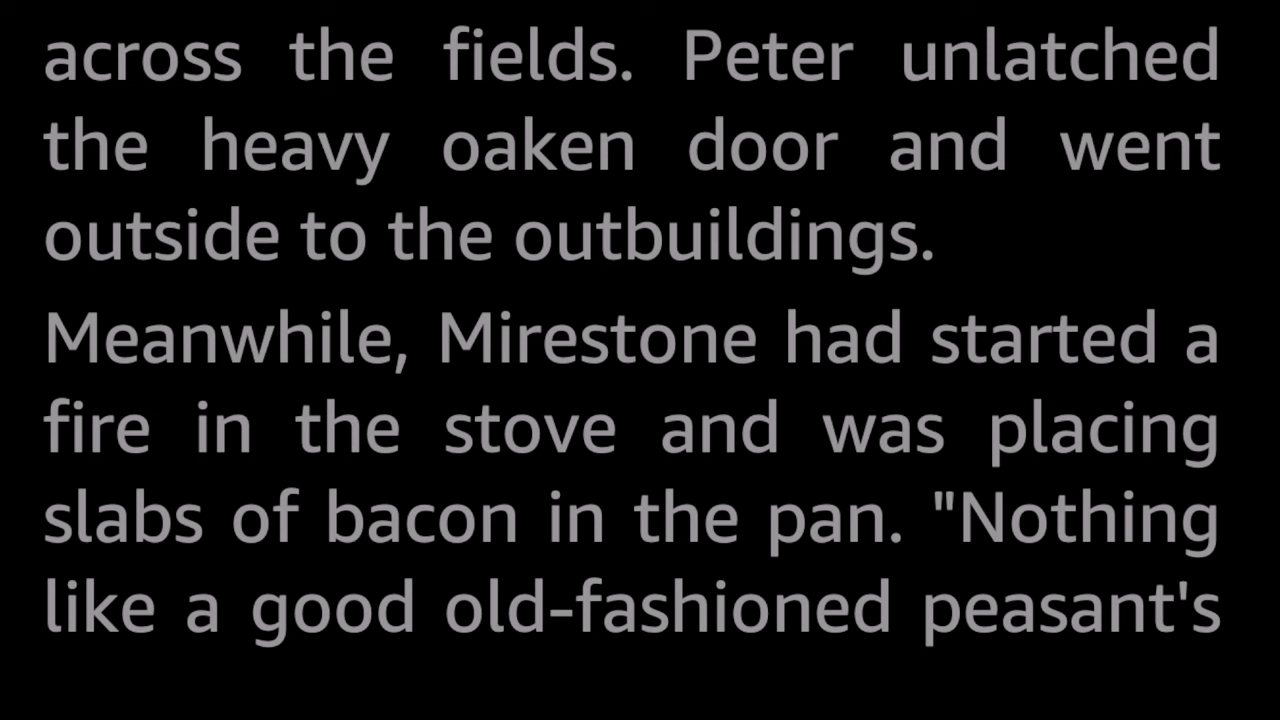 across the fields. Peter unlatched
the heavy oaken door and went
outside to the outbuildings.
Meanwhile, Mirestone had started a
fire in the stove and was placing
slabs of bacon in the pan. "Nothing
like a good old-fashioned peasant's